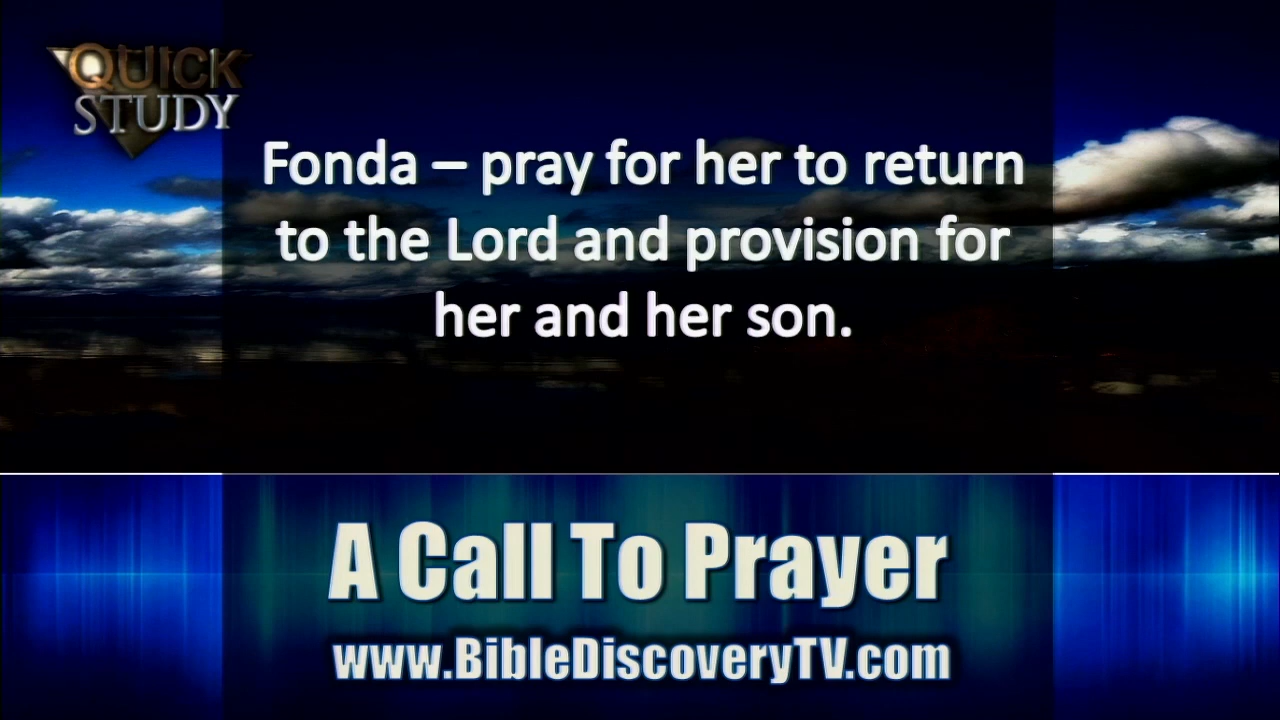 QUICK
STUDY
Fonda – pray for her to return
to the Lord and provision for
her and her son.
A Call To Prayer
www.BibleDiscoveryTV.com